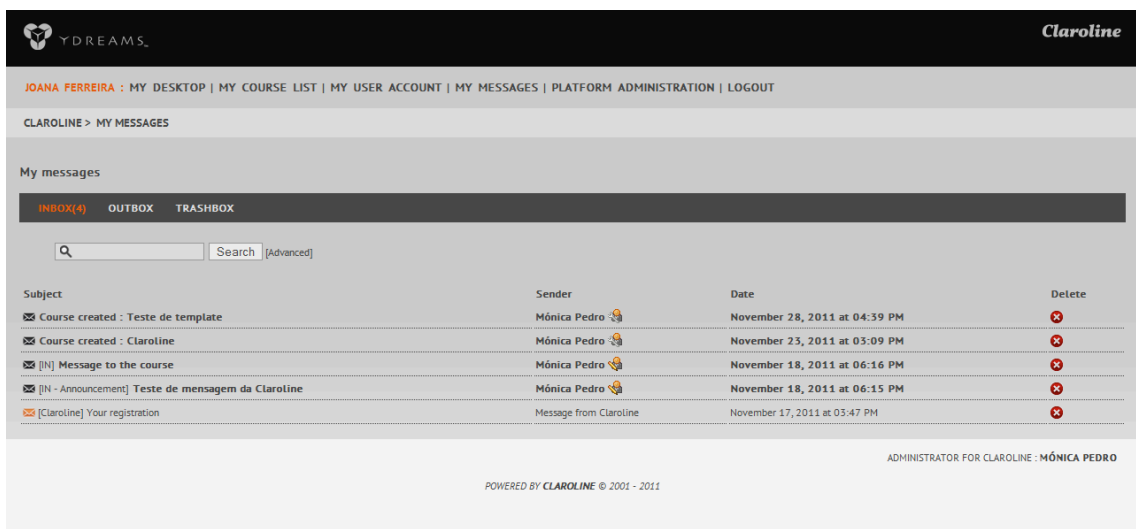 YDREAMS
Claroline
JOANA FERREIRA : MY DESKTOP | MY COURSE LIST | MY USER ACCOUNT | MY MESSAGES | PLATFORM ADMINISTRATION | LOGOUT
CLAROLINE > MY MESSAGES
My messages
INBOX(4) OUTBOX TRASHBOX
Search [Advanced]
Subject Sender Date Delete
Course created : Teste de template Mónica Pedro November 28, 2011 at 04:39 PM
Course created : Claroline Mónica Pedro November 23, 2011 at 03:09 PM
[IN] Message to the course Mónica Pedro November 18, 2011 at 06:16 PM
[IN - Announcement] Teste de mensagem da Claroline Mónica Pedro November 18, 2011 at 06:15 PM
[Claroline] Your registration Message from Claroline November 17, 2011 at 03:47 PM
ADMINISTRATOR FOR CLAROLINE : MÓNICA PEDRO
POWERED BY CLAROLINE © 2001 - 2011